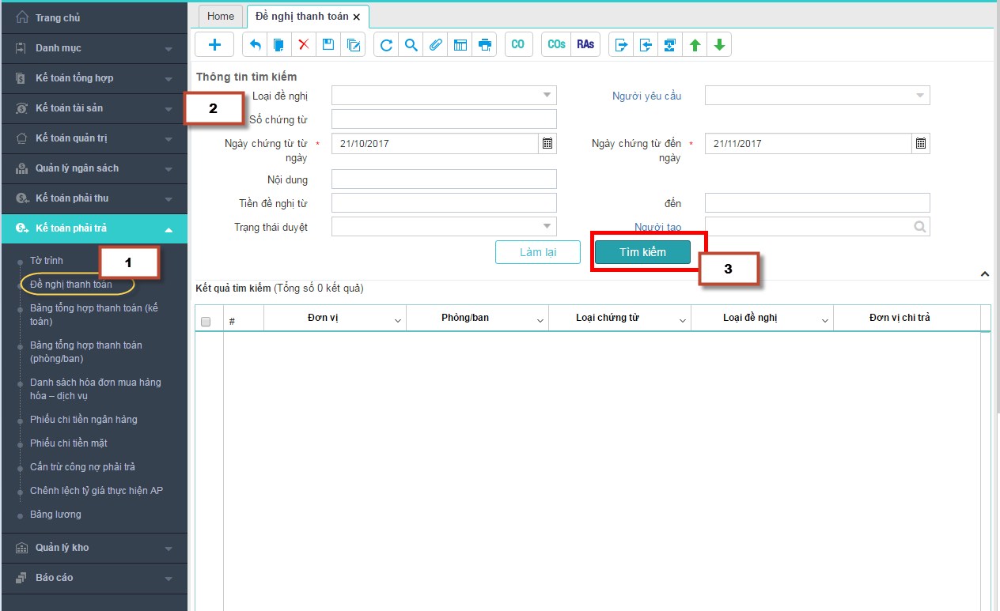 Trang chủ
Danh mục
Kế toán tổng hợp
Kế toán tài sản
Kế toán quản trị
Quản lý ngân sách
Kế toán phải thu
Kế toán phải trả
Tờ trình
1
Đề nghị thanh toán
Bảng tổng hợp thanh toán (kế
toán)
Bảng tổng hợp thanh toán
(phòng/ban)
Danh sách hóa đơn mua hàng
hóa – dịch vụ
Phiếu chi tiền ngân hàng
Phiếu chi tiền mặt
Cấn trừ công nợ phải trả
Chênh lệch tỷ giá thực hiện AP
Bảng lương
Quản lý kho
Báo cáo
Home Đề nghị thanh toán
CO COs RAs
Thông tin tìm kiếm
2
Loại đề nghị Người yêu cầu
Số chứng từ
Ngày chứng từ từ * 21/10/2017 Ngày chứng từ đến * 21/11/2017
ngày ngày
Nội dung
Tiền đề nghị từ đến
Trạng thái duyệt Người tạo
Làm lại Tìm kiếm
3
Kết quả tìm kiếm (Tổng số 0 kết quả)
# Đơn vị Phòng/ban Loại chứng từ Loại đề nghị Đơn vị chi trả